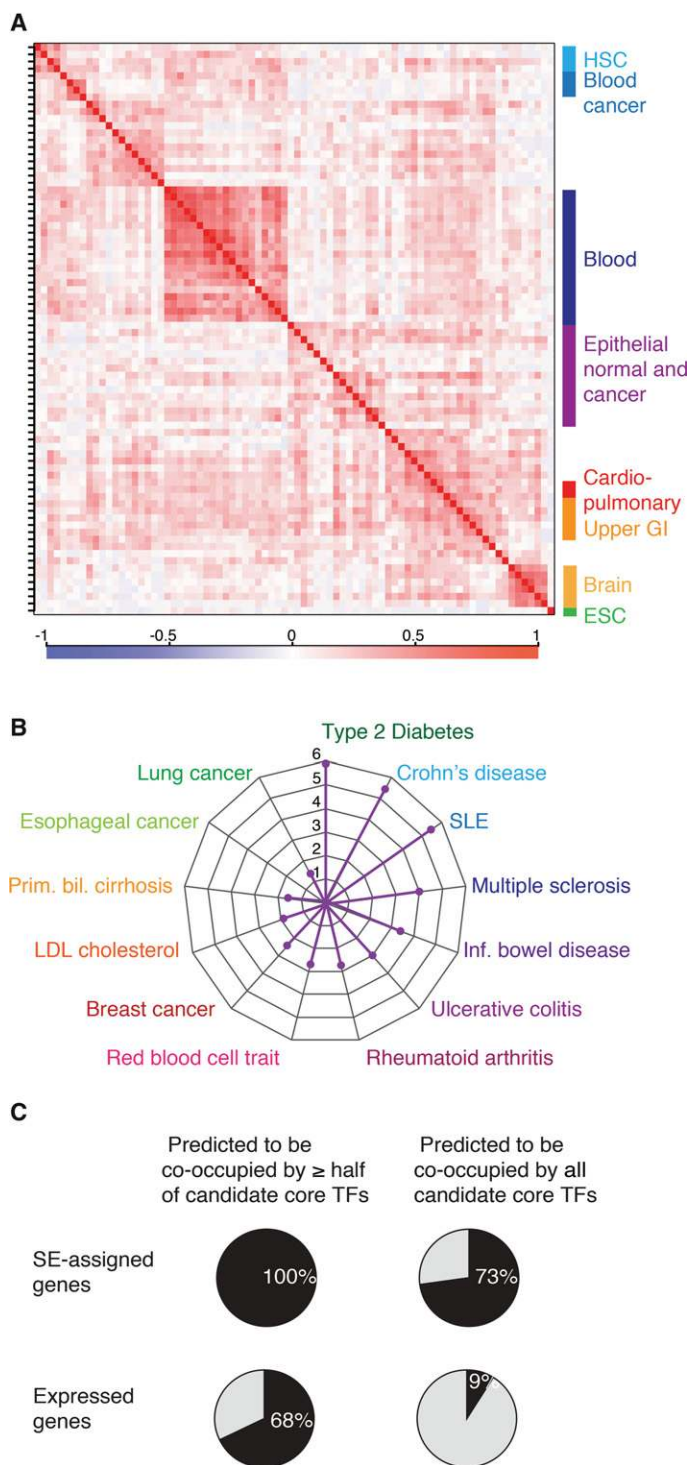 A
HSC
Blood
cancer
Blood
Epithelial
normal and
cancer
Cardio-
pulmonary
Upper GI
Brain
ESC
-1 -0.5 0 0.5 1
B
Type 2 Diabetes
6
5
4
3
2
1
Lung cancer
Crohn's disease
Esophageal cancer
SLE
Prim. bil. cirrhosis
Multiple sclerosis
LDL cholesterol
Inf. bowel disease
Breast cancer
Ulcerative colitis
Red blood cell trait
Rheumatoid arthritis
C
Predicted to be
co-occupied by ≥ half
of candidate core TFs
Predicted to be
co-occupied by all
candidate core TFs
SE-assigned
genes
100%
73%
Expressed
genes
68%
9%